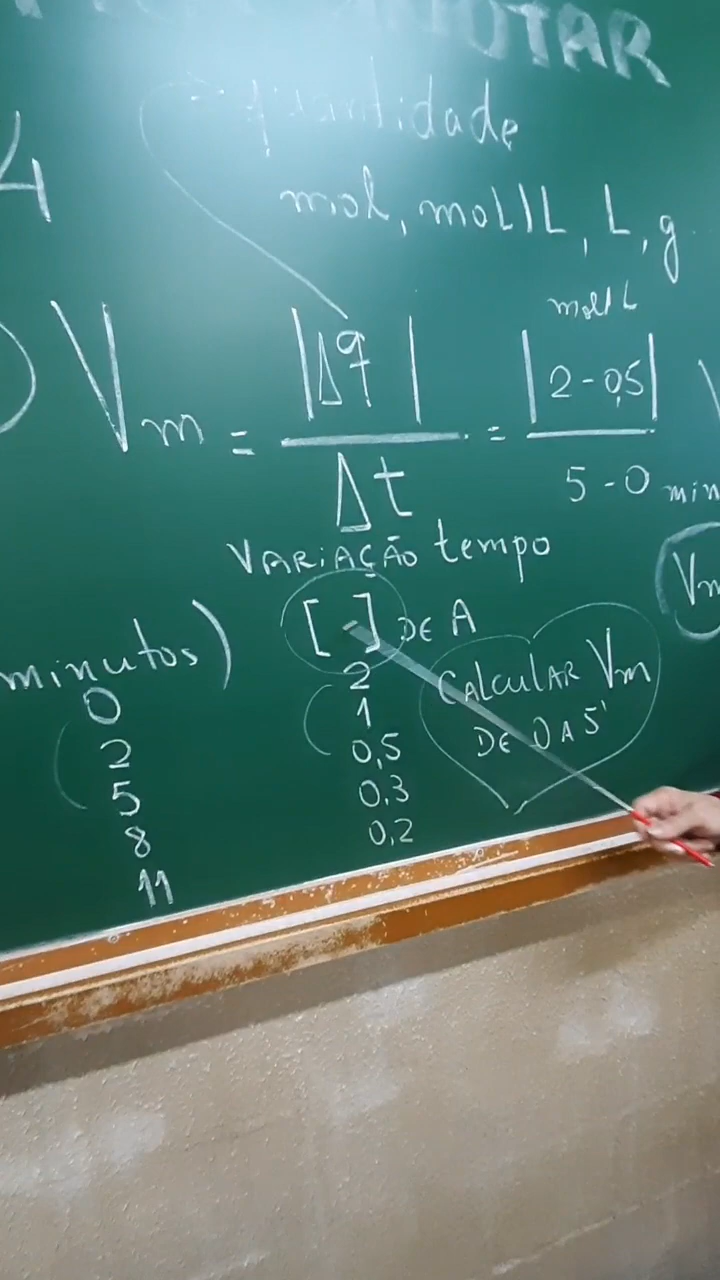 OTAR
4
= quantidade
mol, moL/L, L, g
mol/L
) Vm = |Δq| / Δt = |2 - 0,5| / 5 - 0 min
VARIAÇÃO tempo
Vm
minutos) [ ] DE A
0 2
2 1
5 0,5
8 0,3
11 0,2
CALCULAR Vm
DE 0 A 5'